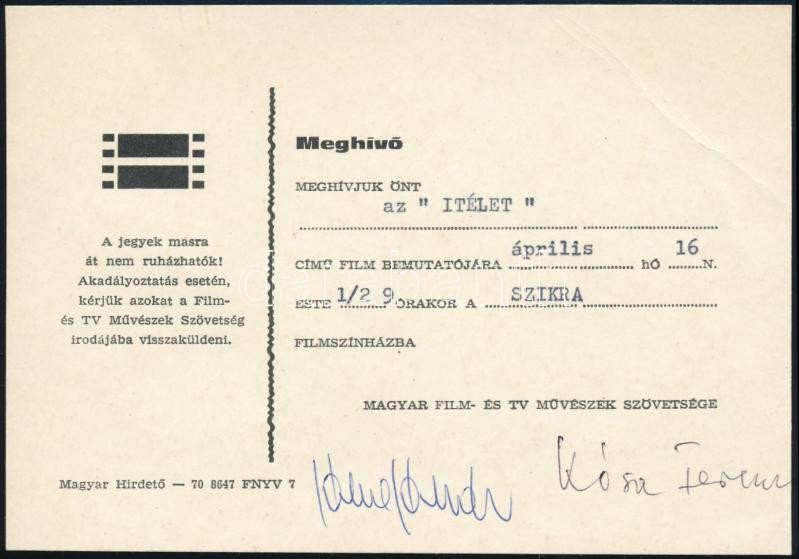 A jegyek másra
át nem ruházhatók!
Akadályoztatás esetén,
kérjük azokat a Film-
és TV Művészek Szövetség
irodájába visszaküldeni.
Magyar Hirdető — 70 8647 FNYV 7
Meghívó
MEGHÍVJUK ÖNT
az " ITÉLET "
CÍMŰ FILM BEMUTATÓJÁRA április HÓ 16 N.
ESTE 1/2 9 ÓRAKOR A SZIKRA
FILMSZÍNHÁZBA
MAGYAR FILM- ÉS TV MŰVÉSZEK SZÖVETSÉGE
Kósa Ferenc